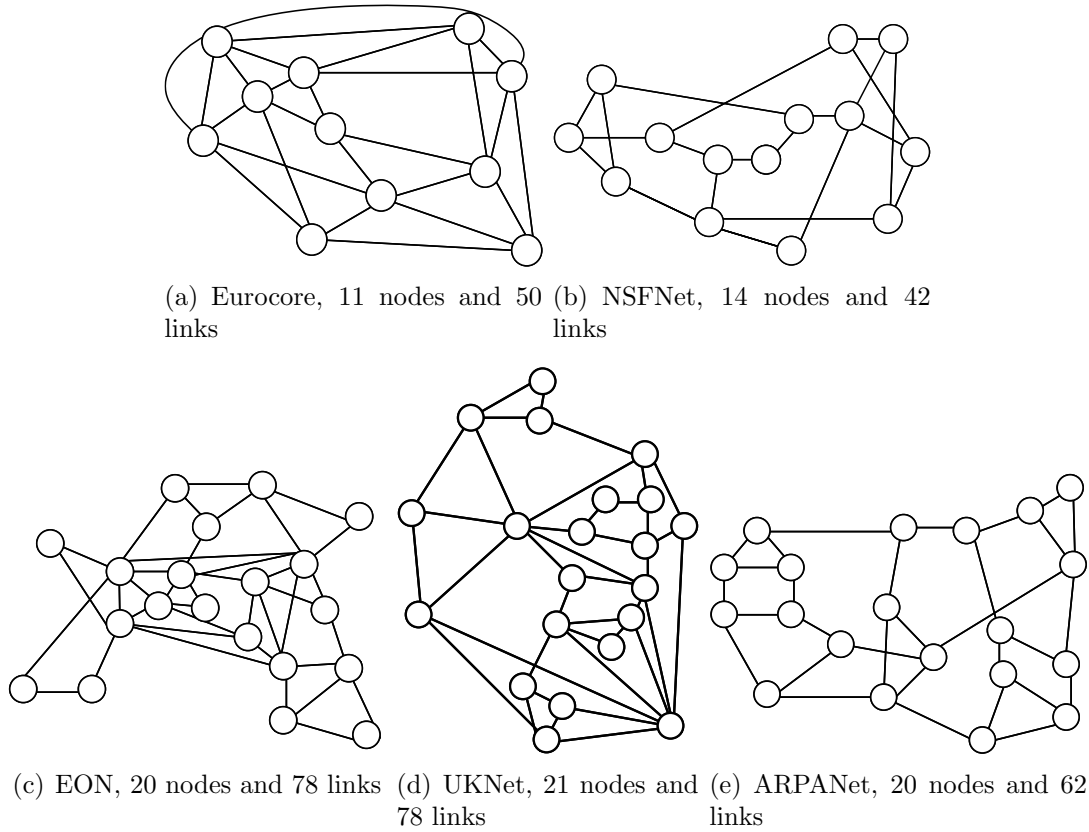 (a) Eurocore, 11 nodes and 50
links
(b) NSFNet, 14 nodes and 42
links
(c) EON, 20 nodes and 78 links
(d) UKNet, 21 nodes and
78 links
(e) ARPANet, 20 nodes and 62
links